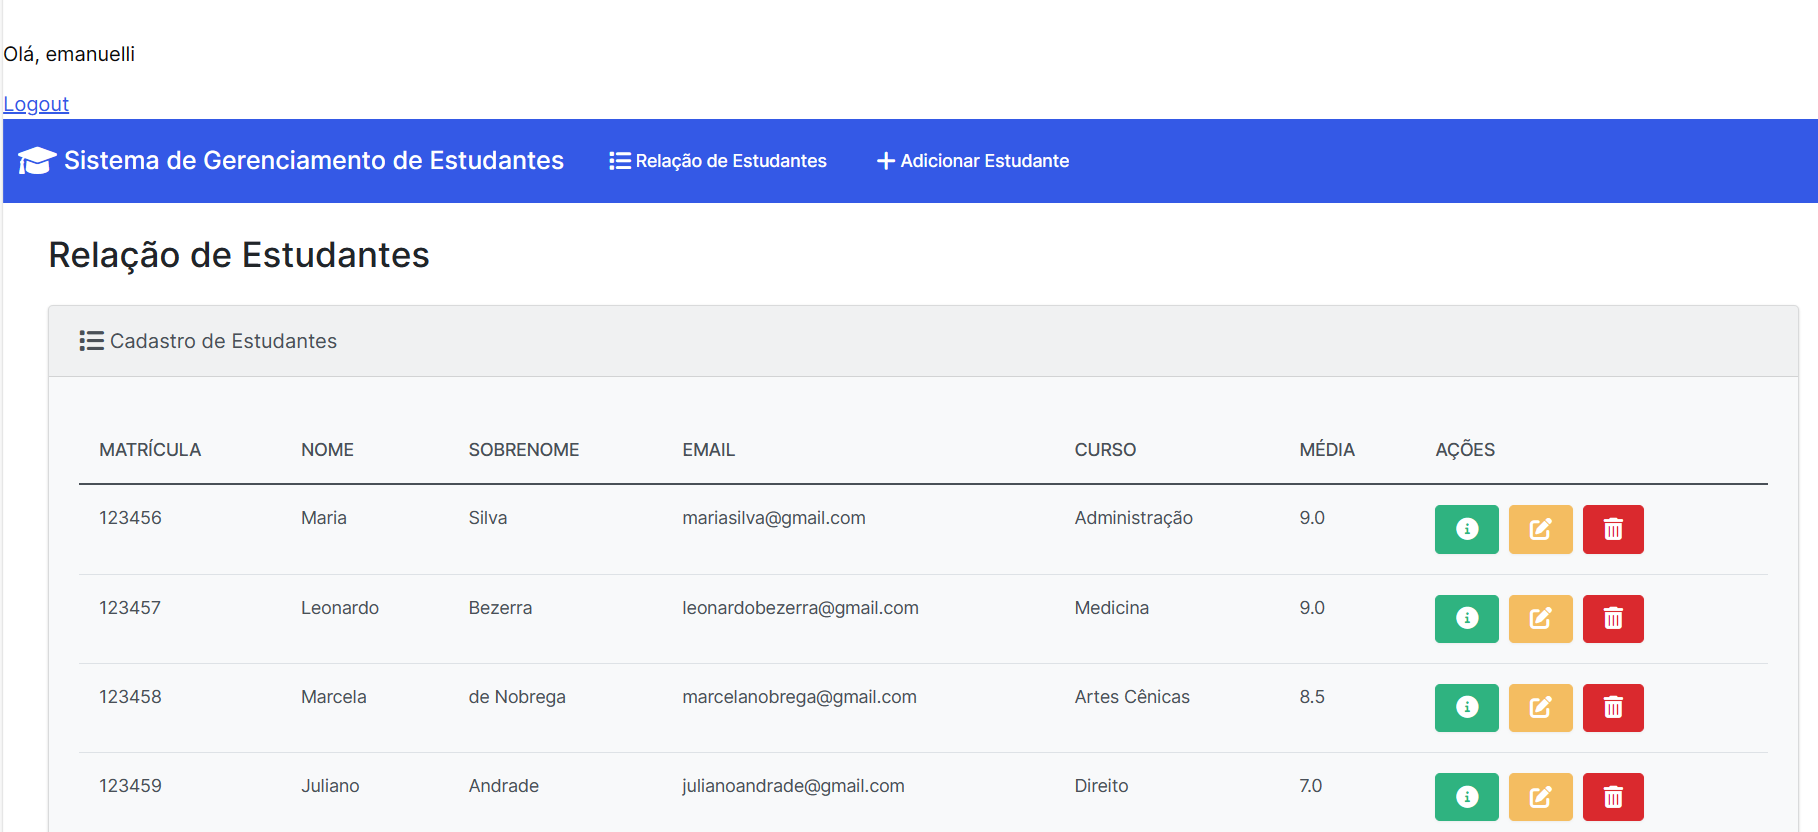 Olá, emanuelli
Logout
Sistema de Gerenciamento de Estudantes Relação de Estudantes Adicionar Estudante
Relação de Estudantes
Cadastro de Estudantes
MATRÍCULA NOME SOBRENOME EMAIL CURSO MÉDIA AÇÕES
123456 Maria Silva mariasilva@gmail.com Administração 9.0
123457 Leonardo Bezerra leonardobezerra@gmail.com Medicina 9.0
123458 Marcela de Nobrega marcelanobrega@gmail.com Artes Cênicas 8.5
123459 Juliano Andrade julianoandrade@gmail.com Direito 7.0